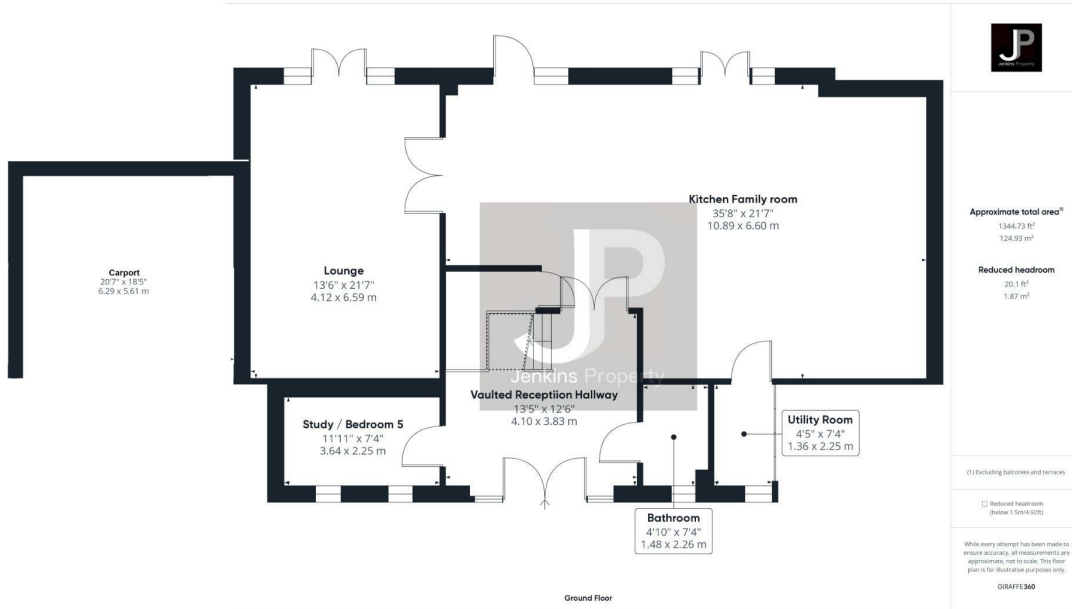 JP
Jenkins Property
Kitchen Family room
35'8" x 21'7"
10.89 x 6.60 m
Carport
20'7" x 18'5"
6.29 x 5.61 m
Lounge
13'6" x 21'7"
4.12 x 6.59 m
JP
Jenkins Property
Vaulted Receptiion Hallway
13'5" x 12'6"
4.10 x 3.83 m
Study / Bedroom 5
11'11" x 7'4"
3.64 x 2.25 m
Utility Room
4'5" x 7'4"
1.36 x 2.25 m
Bathroom
4'10" x 7'4"
1.48 x 2.26 m
Ground Floor
Approximate total area⁽¹⁾
1344.73 ft²
124.93 m²
Reduced headroom
20.1 ft²
1.87 m²
(1) Excluding balconies and terraces
Reduced headroom
(below 1.5m/4.92ft)
While every attempt has been made to
ensure accuracy, all measurements are
approximate, not to scale. This floor
plan is for illustrative purposes only.
GIRAFFE360